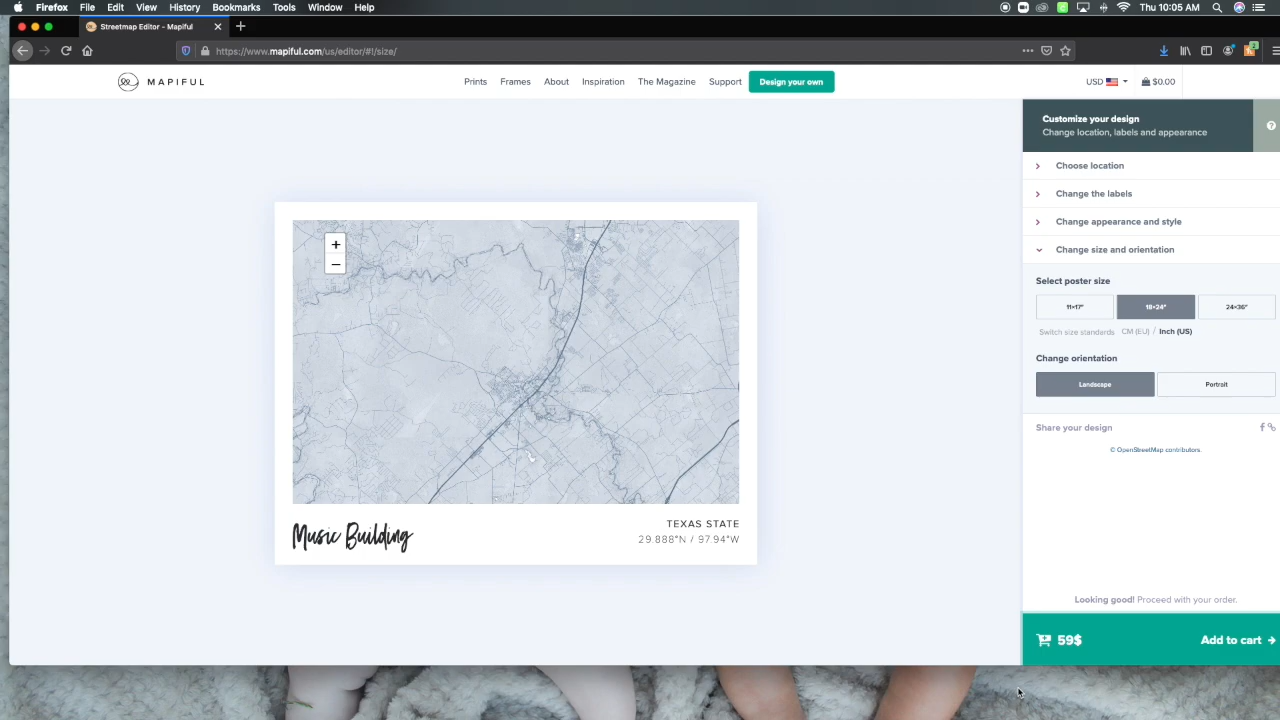 Firefox File Edit View History Bookmarks Tools Window Help Thu 10:05 AM
Streetmap Editor - Mapiful
https://www.mapiful.com/us/editor/#!/size/
MAPIFUL Prints Frames About Inspiration The Magazine Support Design your own USD $0.00
Customize your design
Change location, labels and appearance
?
Choose location
Change the labels
Change appearance and style
Change size and orientation
Select poster size
11×17" 18×24" 24×36"
Switch size standards CM (EU) / Inch (US)
Change orientation
Landscape Portrait
Share your design
© OpenStreetMap contributors.
+
−
Music Building
TEXAS STATE
29.888°N / 97.94°W
Looking good! Proceed with your order.
59$ Add to cart